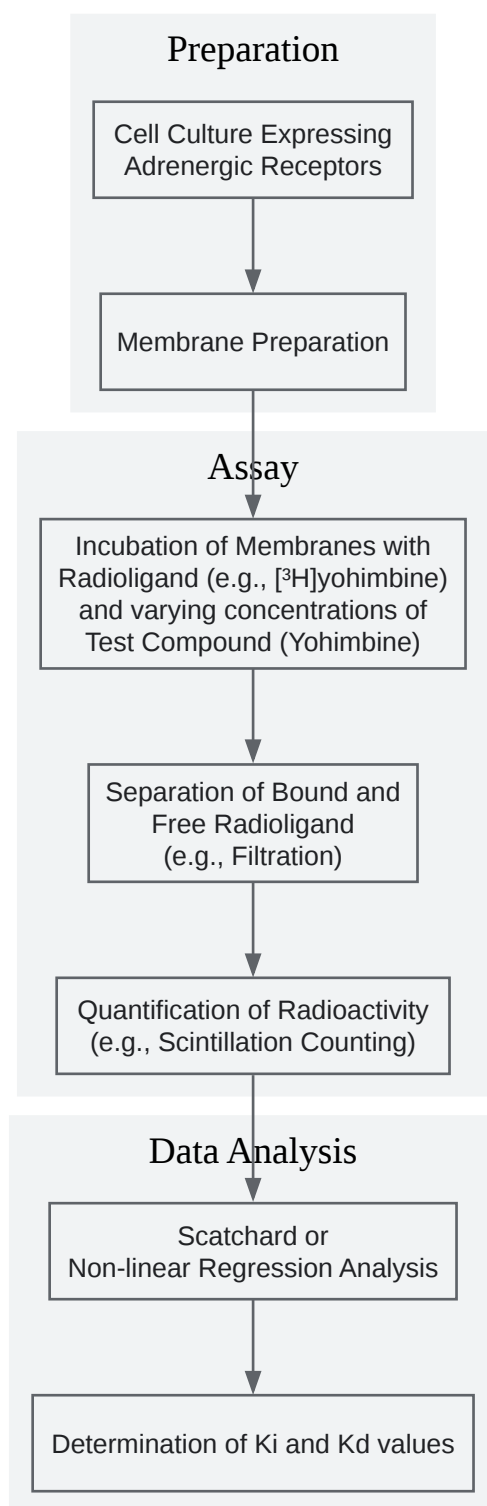 Preparation
Cell Culture Expressing
Adrenergic Receptors
Membrane Preparation
Assay
Incubation of Membranes with
Radioligand (e.g., [³H]yohimbine)
and varying concentrations of
Test Compound (Yohimbine)
Separation of Bound and
Free Radioligand
(e.g., Filtration)
Quantification of Radioactivity
(e.g., Scintillation Counting)
Data Analysis
Scatchard or
Non-linear Regression Analysis
Determination of Ki and Kd values